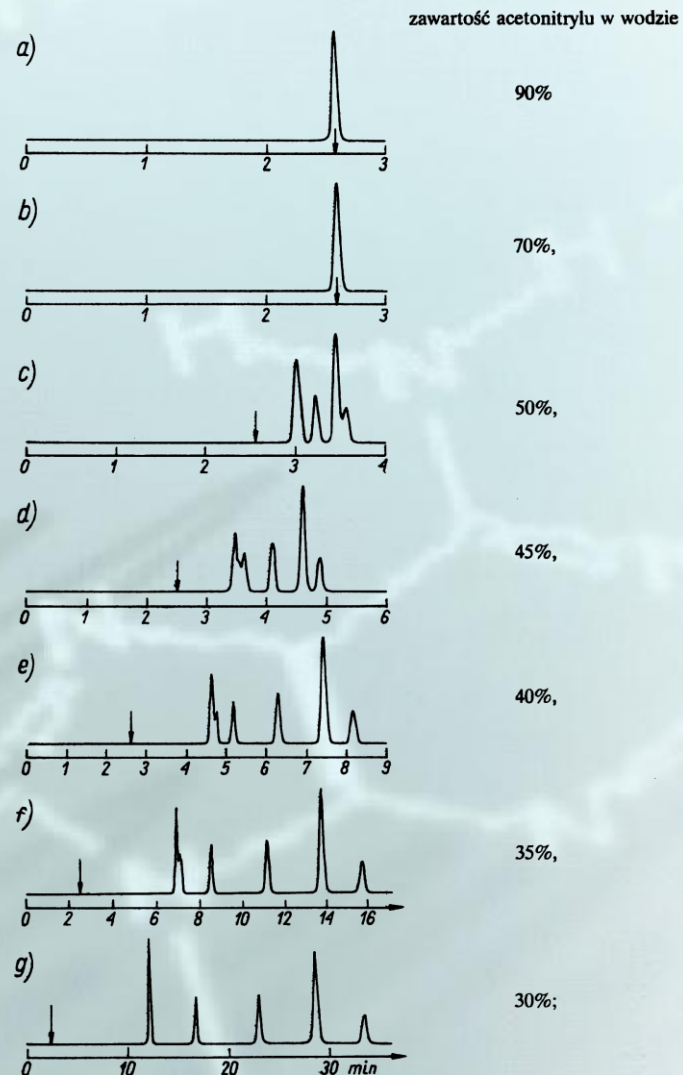 zawartość acetonitrylu w wodzie
a)
90%
0 1 2 3
b)
70%,
0 1 2 3
c)
50%,
0 1 2 3 4
d)
45%,
0 1 2 3 4 5 6
e)
40%,
0 1 2 3 4 5 6 7 8 9
f)
35%,
0 2 4 6 8 10 12 14 16
g)
30%;
0 10 20 30 min